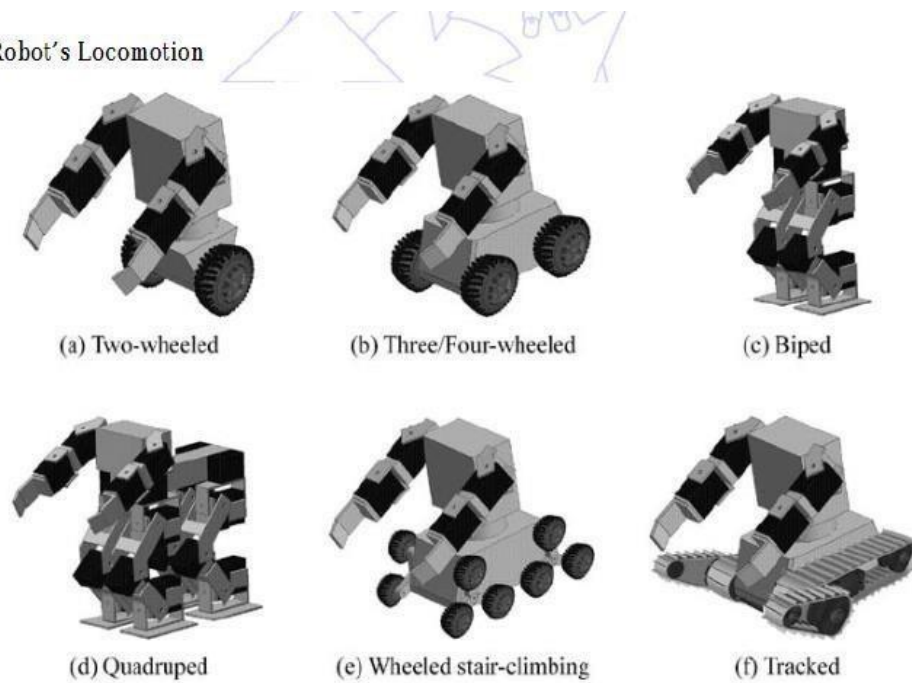 Robot's Locomotion
(a) Two-wheeled
(b) Three/Four-wheeled
(c) Biped
(d) Quadruped
(e) Wheeled stair-climbing
(f) Tracked